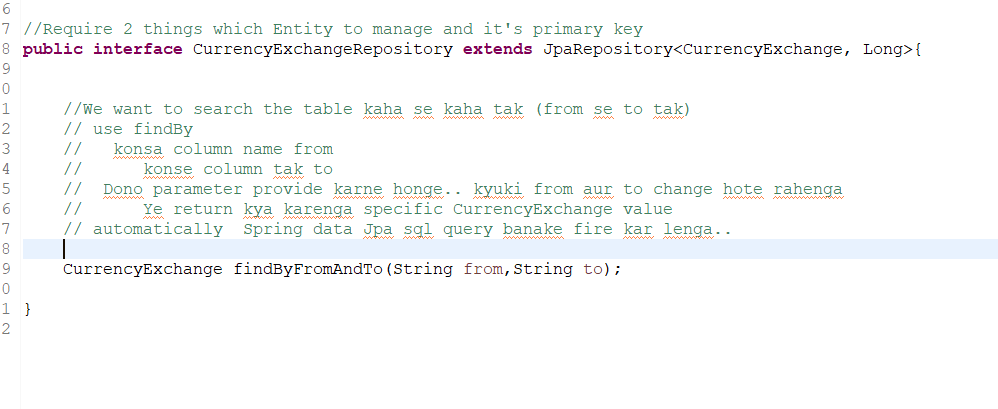 6
7 //Require 2 things which Entity to manage and it's primary key
8 public interface CurrencyExchangeRepository extends JpaRepository<CurrencyExchange, Long>{
9
0
1 //We want to search the table kaha se kaha tak (from se to tak)
2 // use findBy
3 // konsa column name from
4 // konse column tak to
5 // Dono parameter provide karne honge.. kyuki from aur to change hote rahenga
6 // Ye return kya karenga specific CurrencyExchange value
7 // automatically Spring data Jpa sql query banake fire kar lenga..
8
9 CurrencyExchange findByFromAndTo(String from,String to);
0
1 }
2